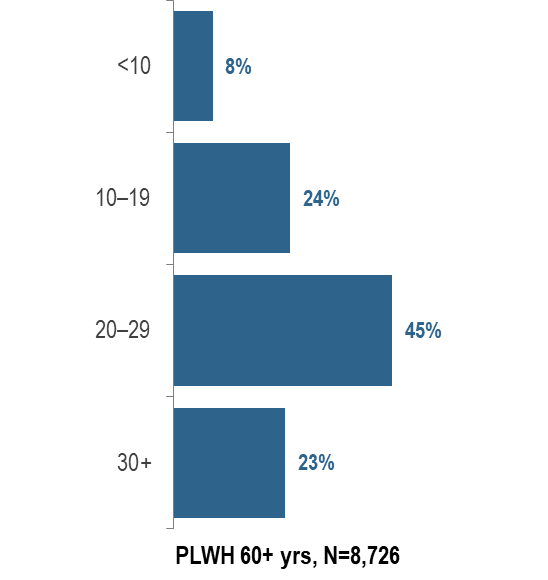 <10 8%
10–19 24%
20–29 45%
30+ 23%
PLWH 60+ yrs, N=8,726